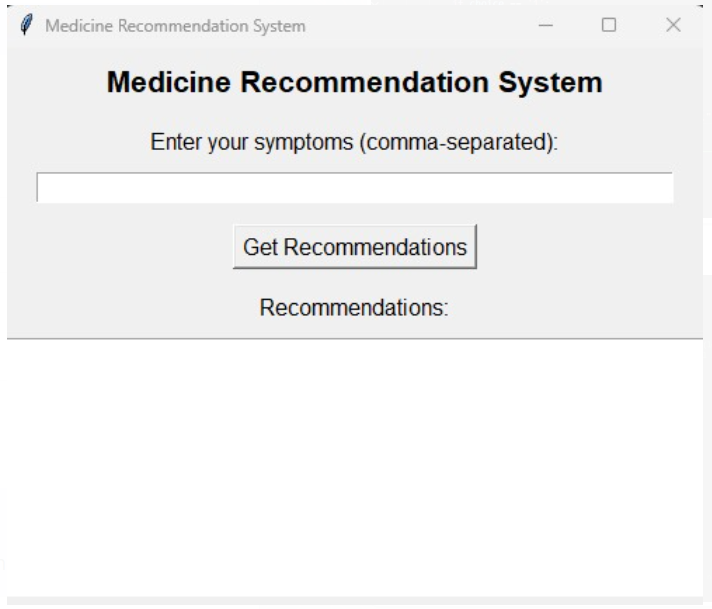 Medicine Recommendation System
Medicine Recommendation System
Enter your symptoms (comma-separated):
Get Recommendations
Recommendations: